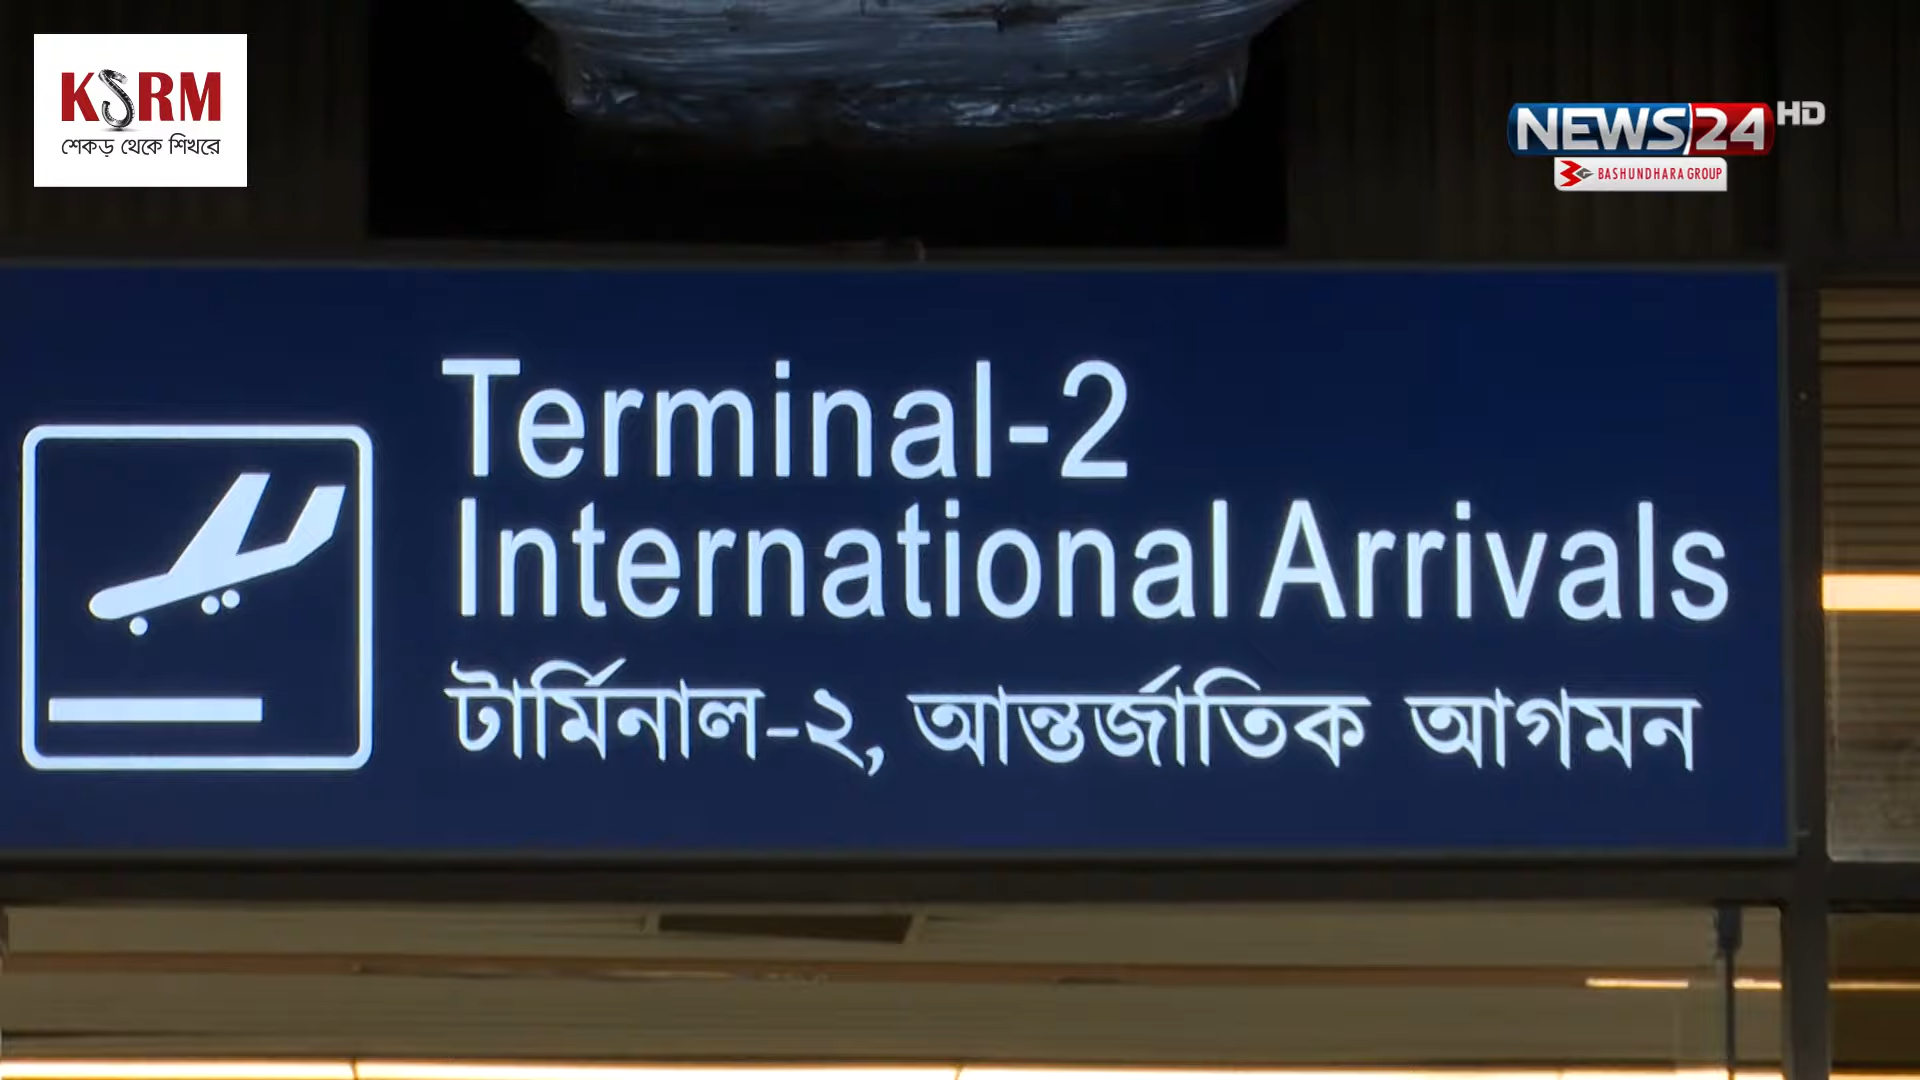 KSRM
শেকড় থেকে শিখরে
NEWS24 HD
BASHUNDHARA GROUP
Terminal-2
International Arrivals
টার্মিনাল-২, আন্তর্জাতিক আগমন